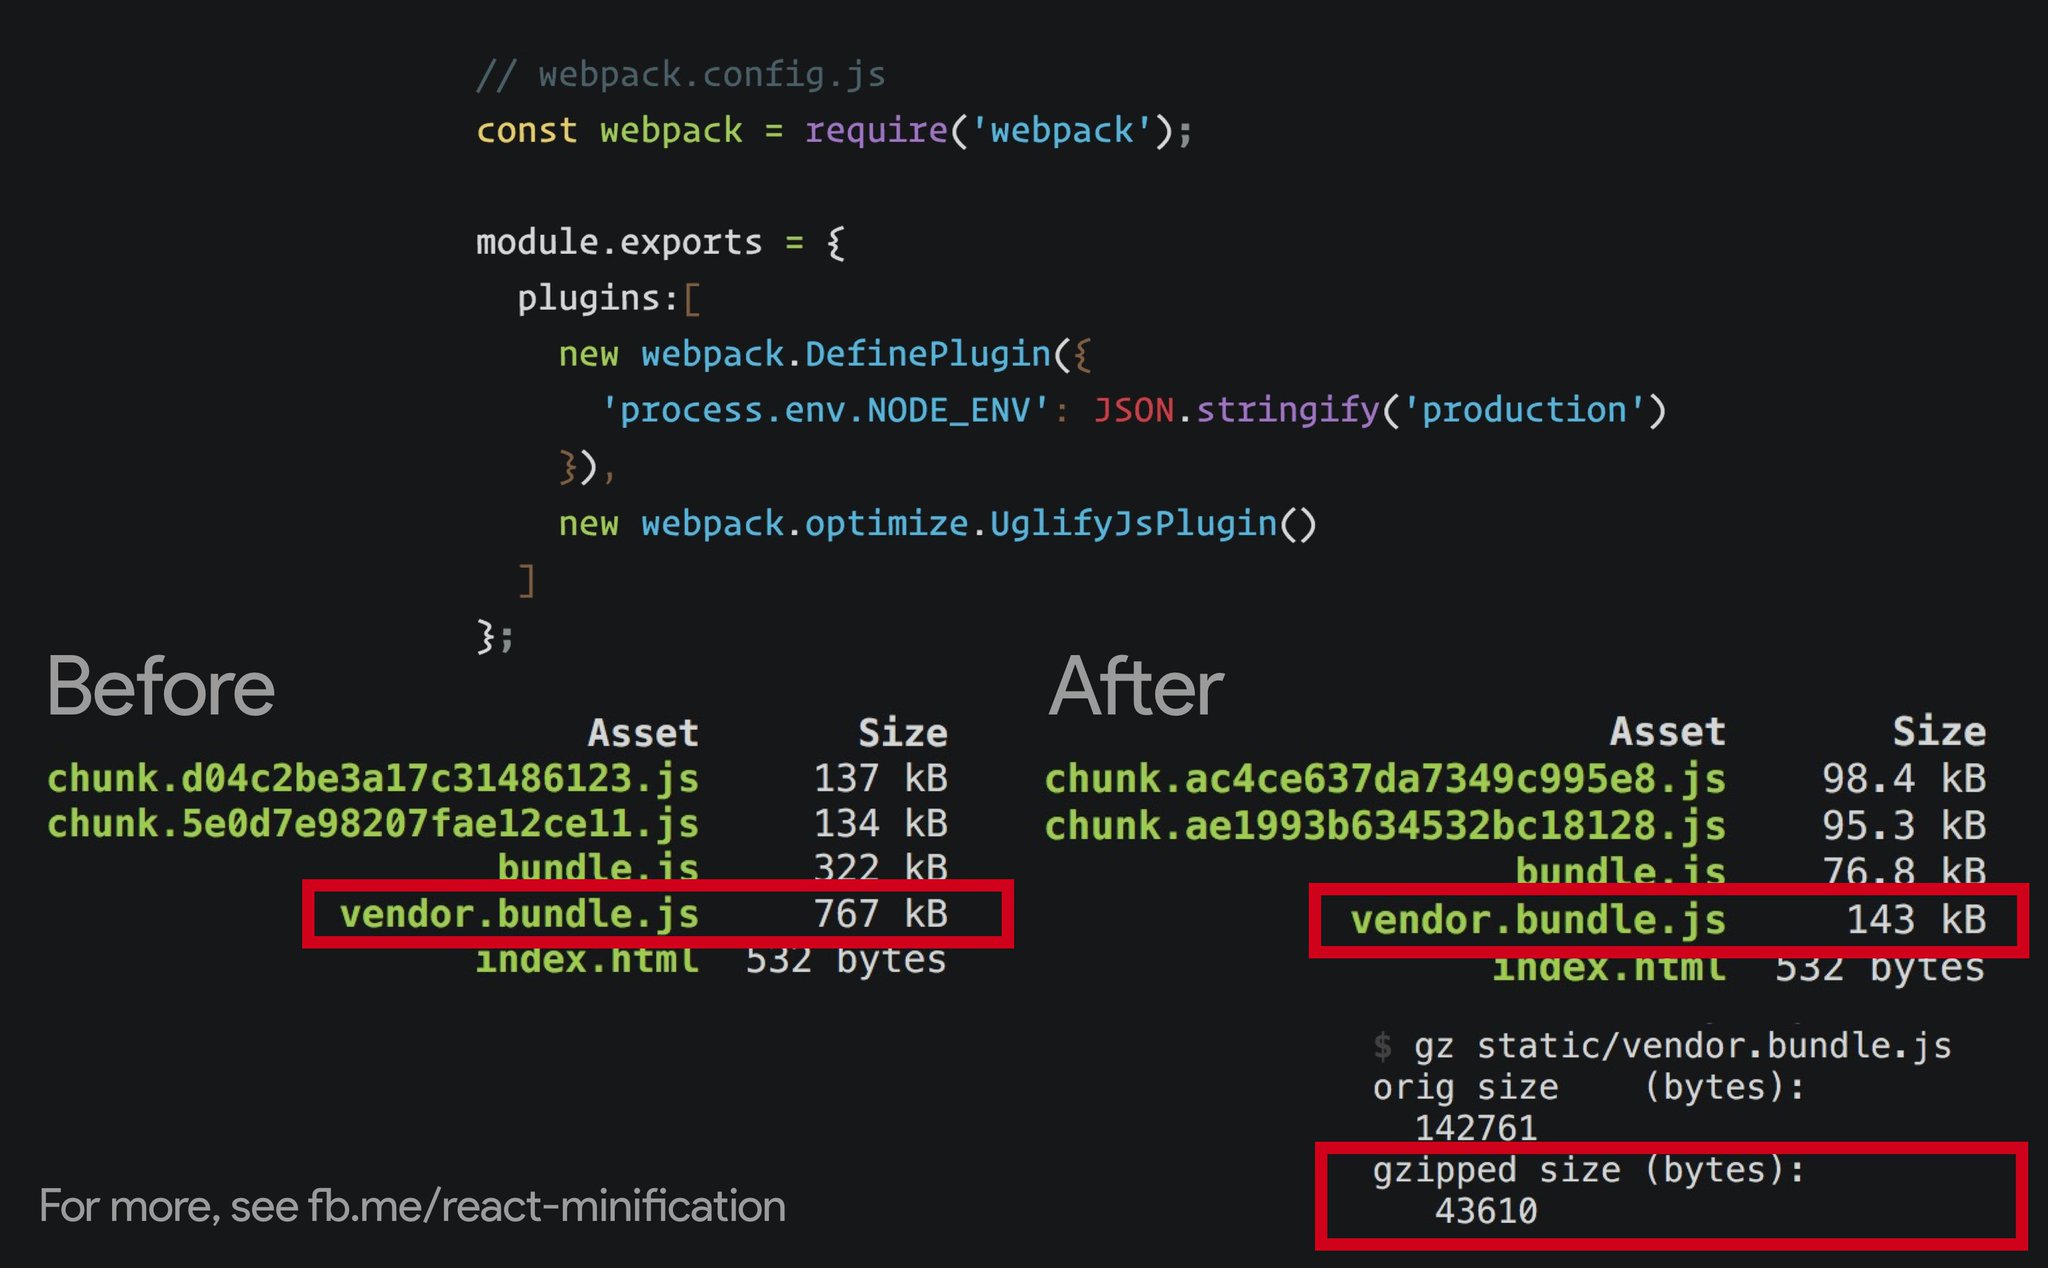 // webpack.config.js
const webpack = require('webpack');
module.exports = {
plugins:[
new webpack.DefinePlugin({
'process.env.NODE_ENV': JSON.stringify('production')
}),
new webpack.optimize.UglifyJsPlugin()
]
};
Before
Asset Size
chunk.d04c2be3a17c31486123.js 137 kB
chunk.5e0d7e98207fae12ce11.js 134 kB
bundle.js 322 kB
vendor.bundle.js 767 kB
index.html 532 bytes
After
Asset Size
chunk.ac4ce637da7349c995e8.js 98.4 kB
chunk.ae1993b634532bc18128.js 95.3 kB
bundle.js 76.8 kB
vendor.bundle.js 143 kB
index.html 532 bytes
$ gz static/vendor.bundle.js
orig size (bytes):
142761
gzipped size (bytes):
43610
For more, see fb.me/react-minification